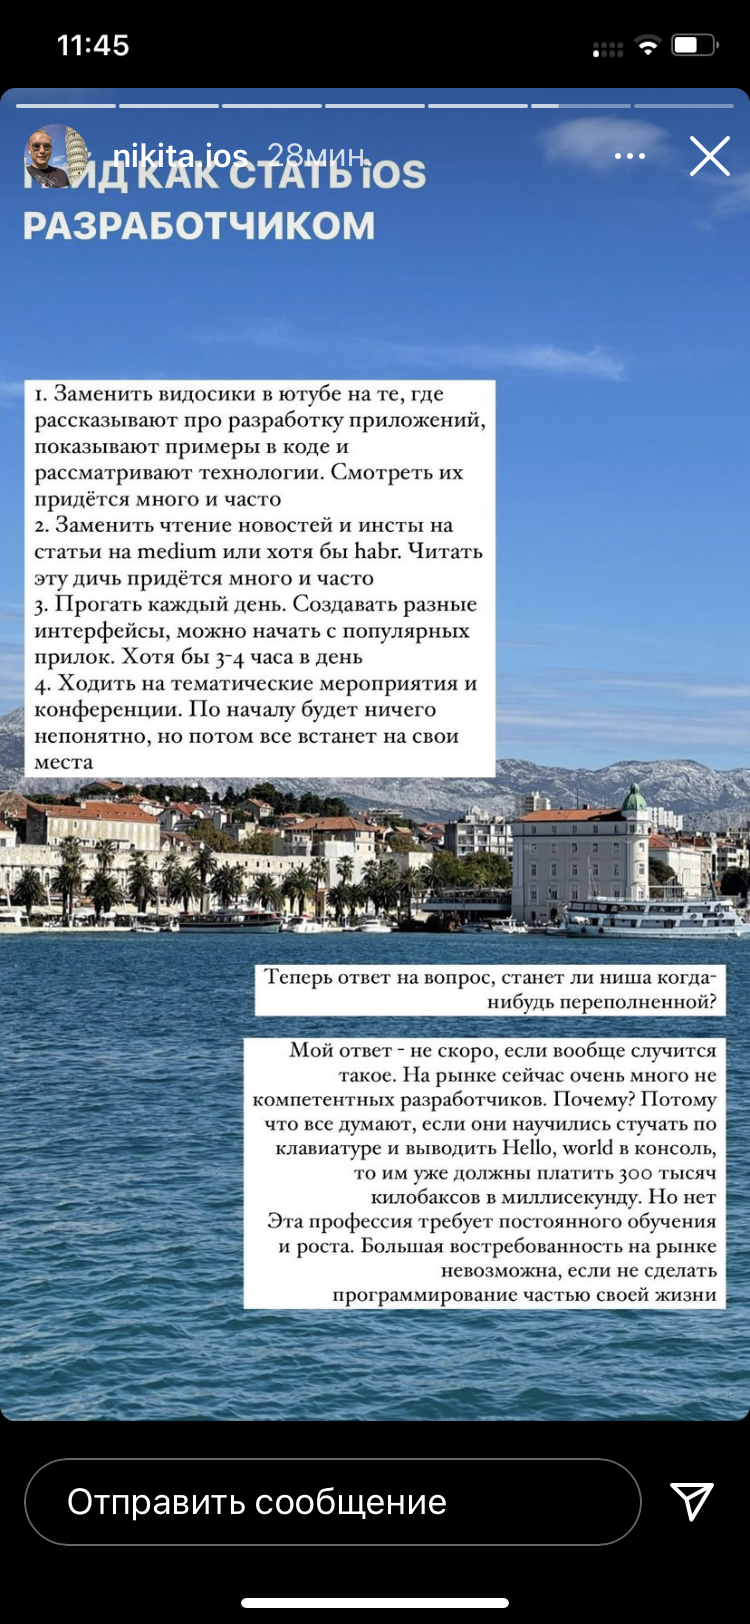 11:45
nikita.ios 28мин.
ГАЙД КАК СТАТЬ iOS
РАЗРАБОТЧИКОМ
1. Заменить видосики в ютубе на те, где
рассказывают про разработку приложений,
показывают примеры в коде и
рассматривают технологии. Смотреть их
придётся много и часто
2. Заменить чтение новостей и инсты на
статьи на medium или хотя бы habr. Читать
эту дичь придётся много и часто
3. Прогать каждый день. Создавать разные
интерфейсы, можно начать с популярных
прилок. Хотя бы 3-4 часа в день
4. Ходить на тематические мероприятия и
конференции. По началу будет ничего
непонятно, но потом все встанет на свои
места
Теперь ответ на вопрос, станет ли ниша когда-
нибудь переполненной?
Мой ответ - не скоро, если вообще случится
такое. На рынке сейчас очень много не
компетентных разработчиков. Почему? Потому
что все думают, если они научились стучать по
клавиатуре и выводить Hello, world в консоль,
то им уже должны платить 300 тысяч
килобаксов в миллисекунду. Но нет
Эта профессия требует постоянного обучения
и роста. Большая востребованность на рынке
невозможна, если не сделать
программирование частью своей жизни
Отправить сообщение